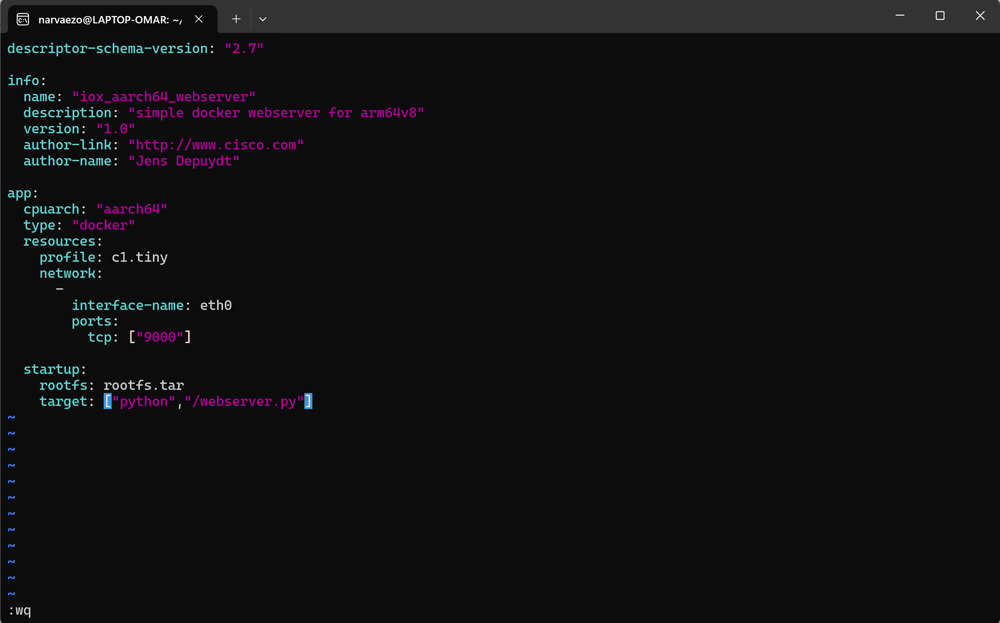 narvaezo@LAPTOP-OMAR: ~/
descriptor-schema-version: "2.7"
info:
  name: "iox_aarch64_webserver"
  description: "simple docker webserver for arm64v8"
  version: "1.0"
  author-link: "http://www.cisco.com"
  author-name: "Jens Depuydt"
app:
  cpuarch: "aarch64"
  type: "docker"
  resources:
    profile: c1.tiny
    network:
      -
        interface-name: eth0
        ports:
          tcp: ["9000"]
  startup:
    rootfs: rootfs.tar
    target: ["python","/webserver.py"]
~
~
~
~
~
~
~
~
~
~
~
~
:wq